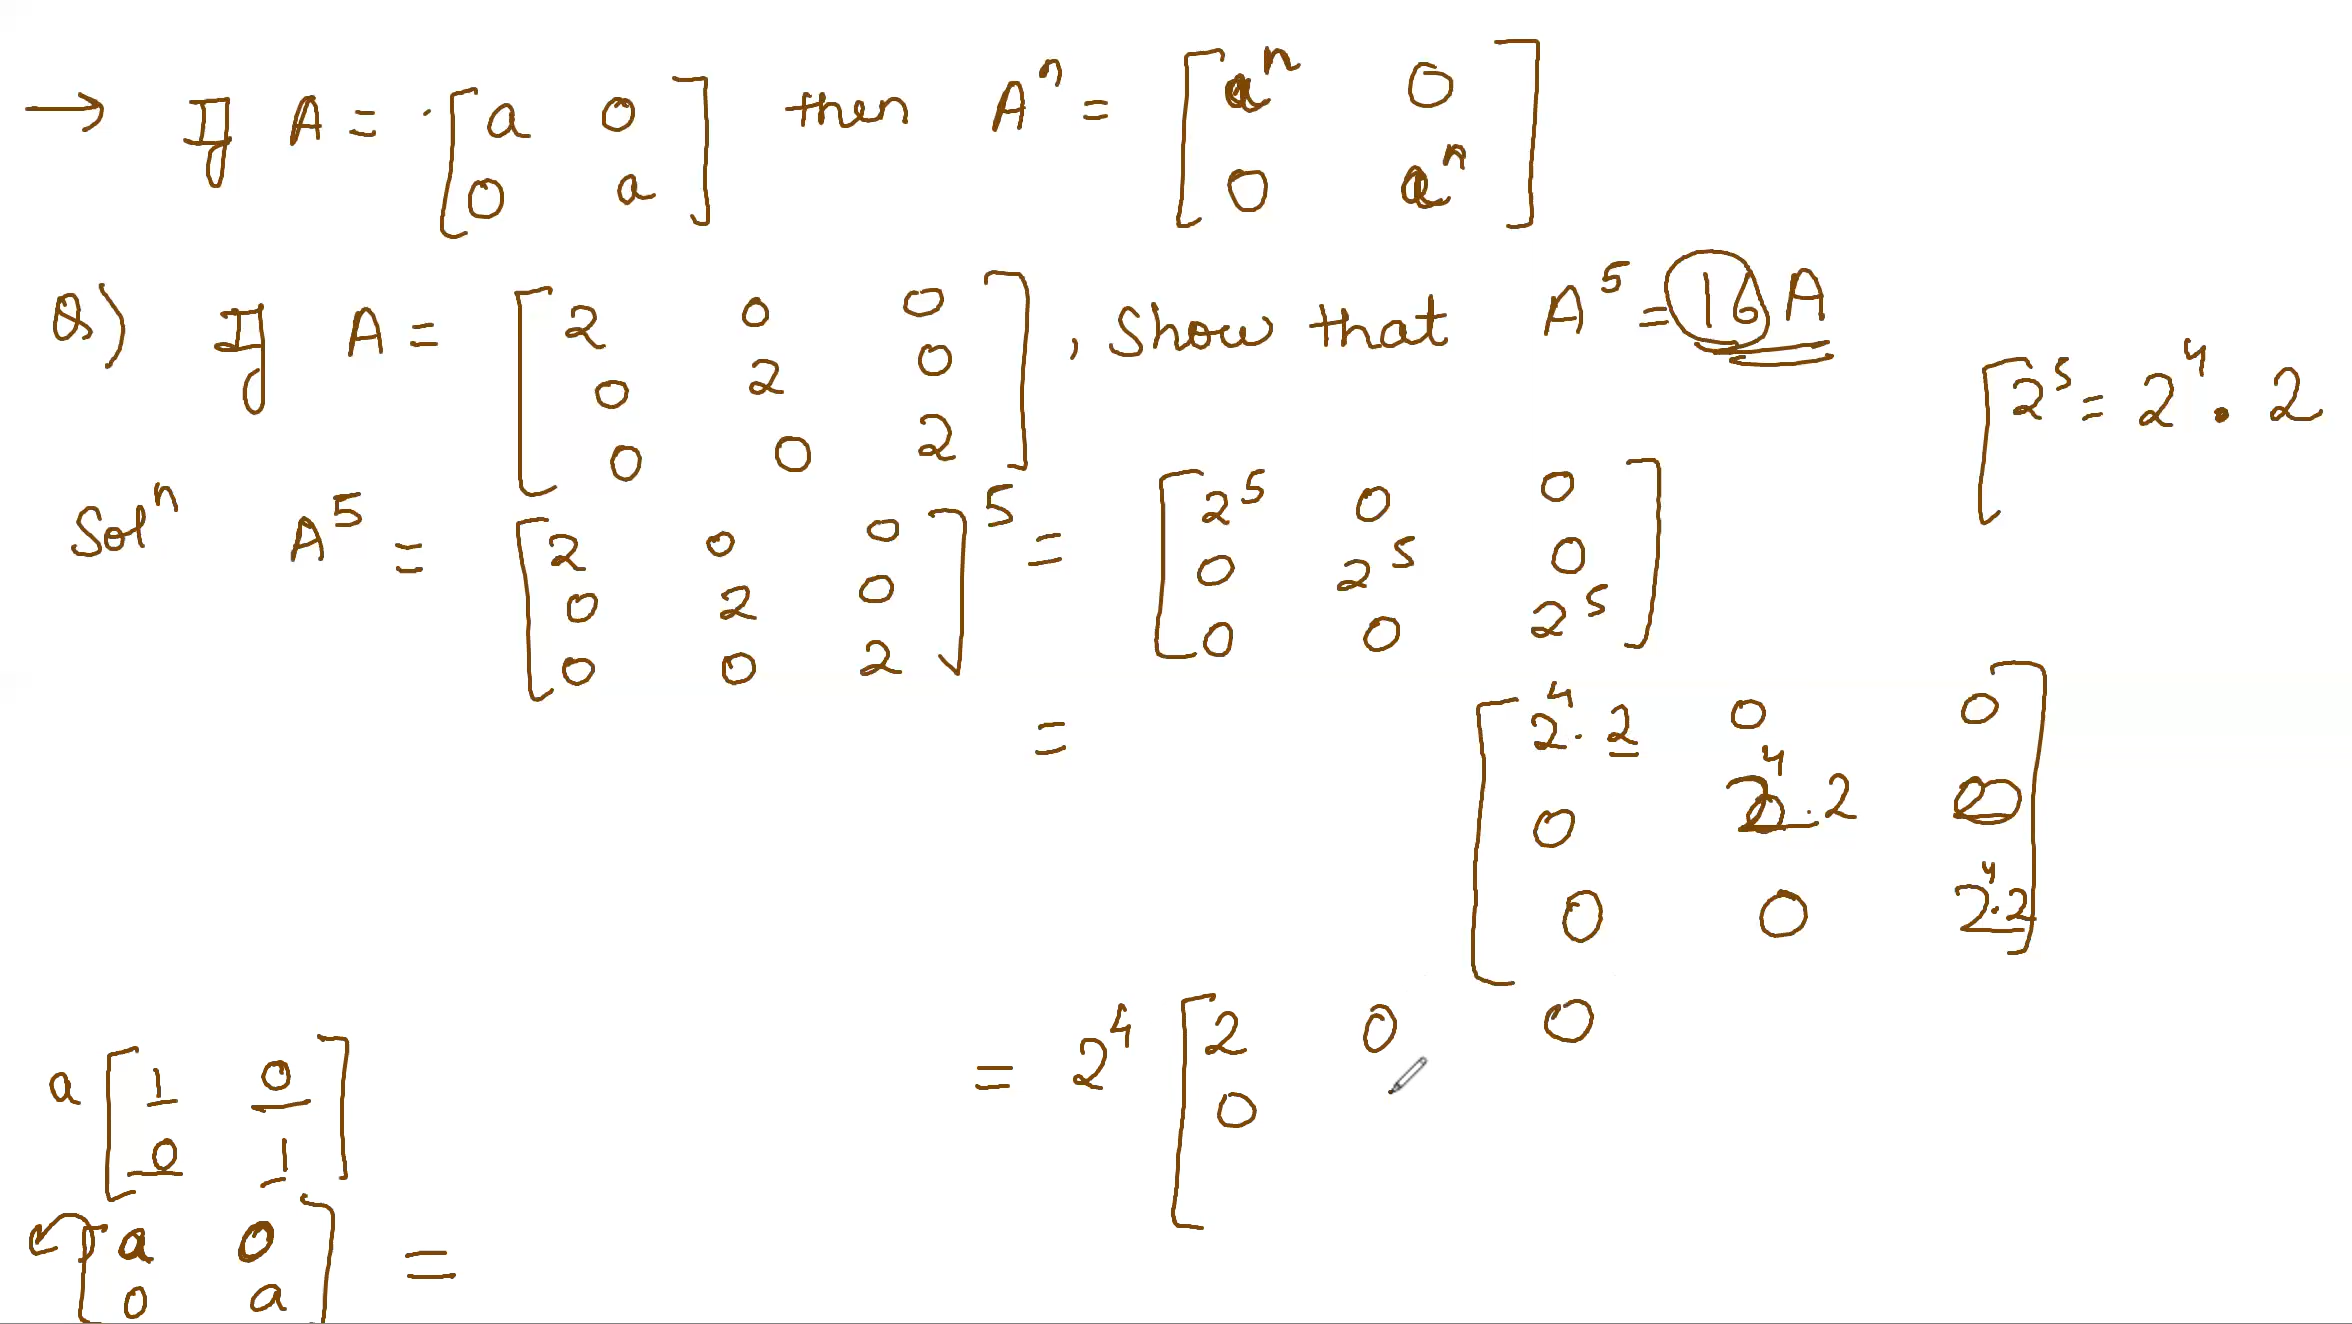 → If A = [a 0 then Aⁿ = [aⁿ 0
0 a] 0 aⁿ]
Q) If A = [2 0 0
0 2 0
0 0 2] , Show that A⁵ = 16A
[2⁵ = 2⁴ . 2
Solⁿ A⁵ = [2 0 0
0 2 0
0 0 2]⁵ = [2⁵ 0 0
0 2⁵ 0
0 0 2⁵]
= [2⁴.2 0 0
0 2⁴.2 0
0 0 2⁴.2]
= 2⁴ [2 0 0
0
a [1 0
0 1]
[a 0
0 a] =